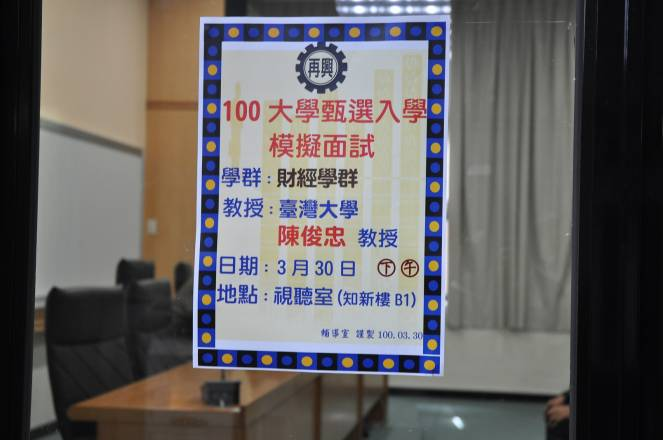 再興
100 大學甄選入學
模擬面試
學群：財經學群
教授：臺灣大學
陳俊忠 教授
日期：3月30日 下午
地點：視聽室(知新樓 B1)
輔導室 謹製 100.03.30